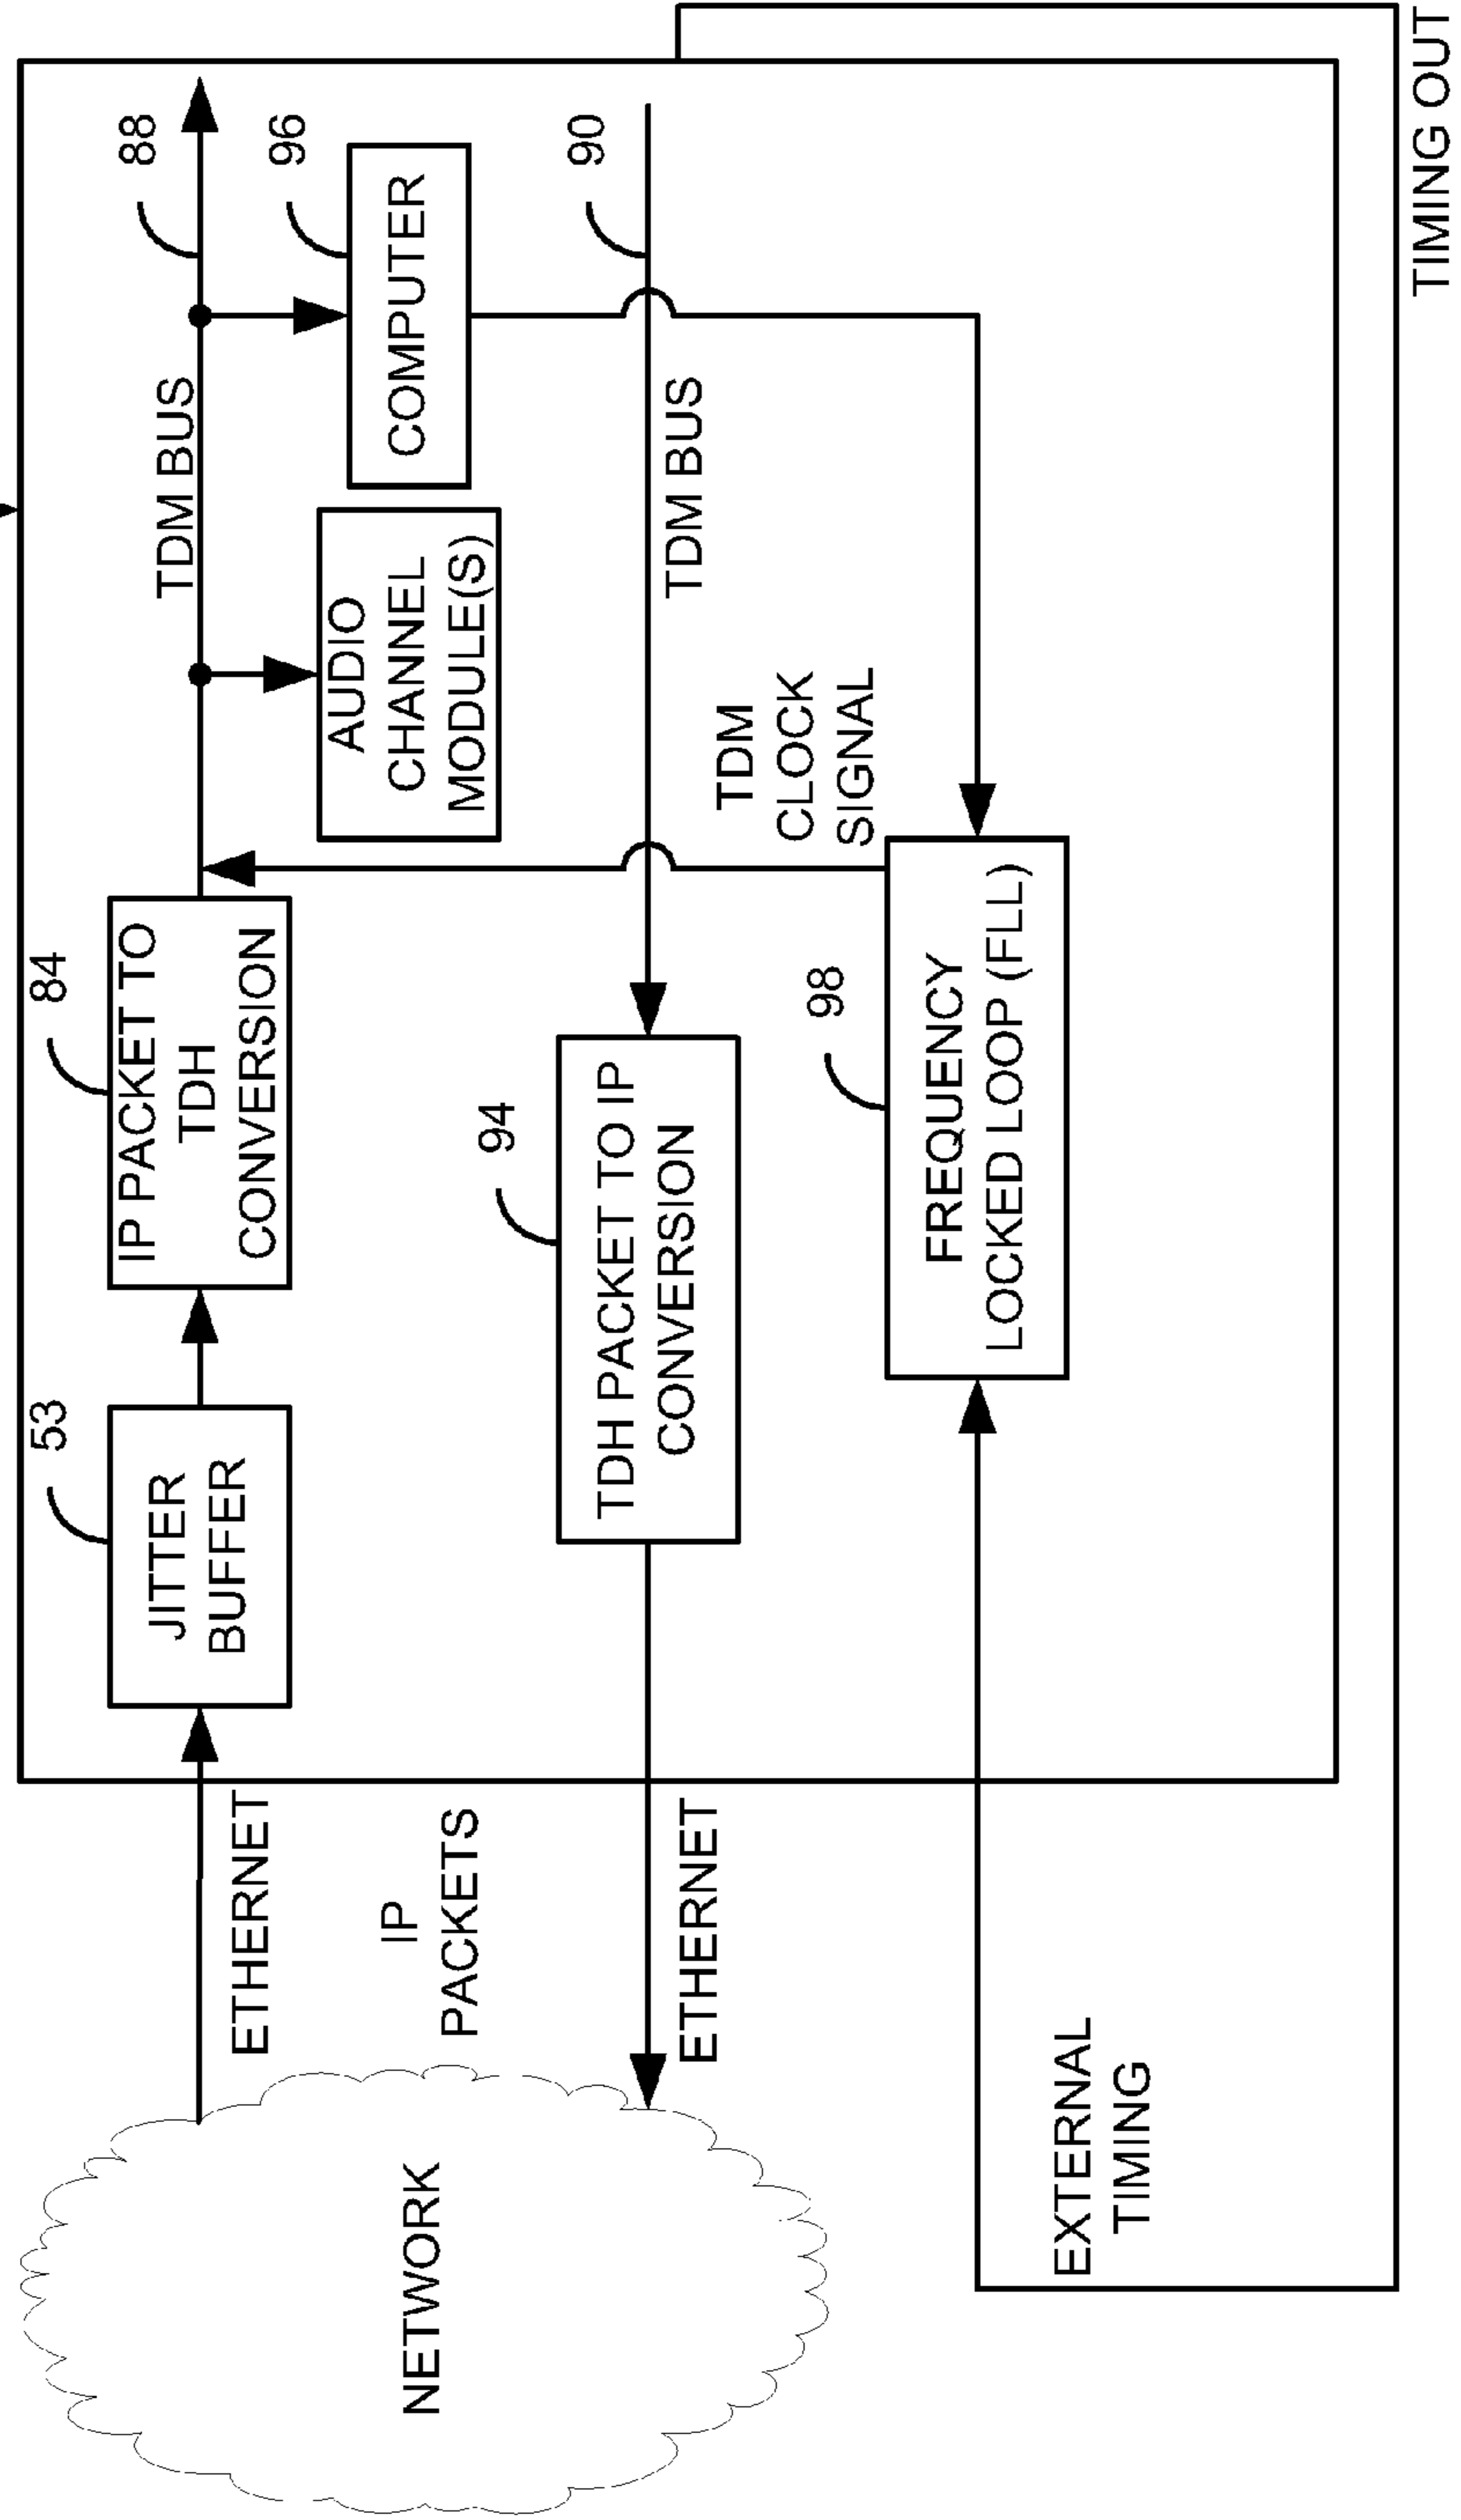 53
84
88
JITTER
BUFFER
IP PACKET TO
TDH
CONVERSION
TDM BUS
96
AUDIO
CHANNEL
MODULE(S)
COMPUTER
ETHERNET
IP
PACKETS
NETWORK
94
90
TDH PACKET TO IP
CONVERSION
TDM BUS
ETHERNET
TDM
CLOCK
SIGNAL
98
FREQUENCY
LOCKED LOOP (FLL)
EXTERNAL
TIMING
TIMING OUT